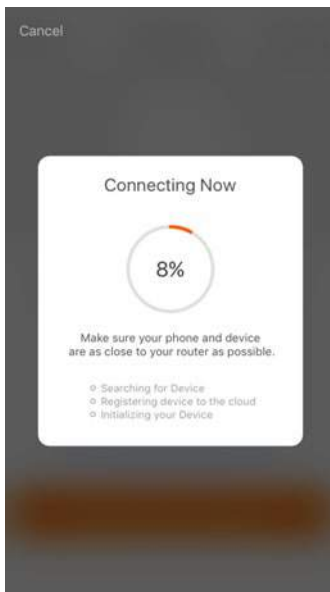 Cancel
Connecting Now
8%
Make sure your phone and device
are as close to your router as possible.
Searching for Device
Registering device to the cloud
Initializing your Device